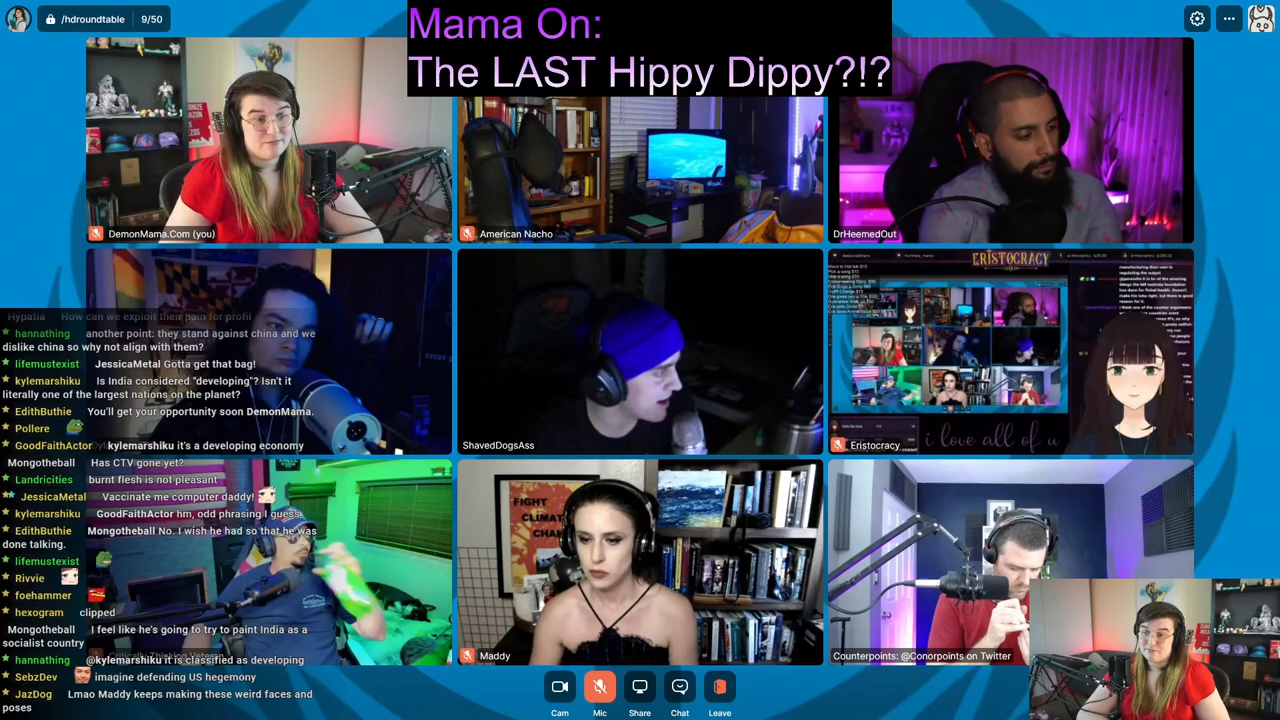 /hdroundtable 9/50
Mama On:
The LAST Hippy Dippy?!?
DemonMama.Com (you)
American Nacho
DrHeemedOut
Hypatia How can we exploit their pain for profit
hannathing another point: they stand against china and we
dislike china so why not align with them?
lifemustexist JessicaMetal Gotta get that bag!
kylemarshiku Is India considered "developing"? Isn't it
literally one of the largest nations on the planet?
EdithButhie You'll get your opportunity soon DemonMama.
Pollere
GoodFaithActor kylemarshiku it's a developing economy
Mongotheball Has CTV gone yet?
Landricities burnt flesh is not pleasant
JessicaMetal Vaccinate me computer daddy!
kylemarshiku GoodFaithActor hm, odd phrasing I guess
EdithButhie Mongotheball No. I wish he had so that he was
done talking.
lifemustexist
Rivvie
foehammer
hexogram clipped
Mongotheball I feel like he's going to try to paint India as a
socialist country
hannathing @kylemarshiku it is classified as developing
SebzDev imagine defending US hegemony
JazDog Lmao Maddy keeps making these weird faces and
poses
ShavedDogsAss
ERISTOCRACY
i love all of u
Eristocracy
Critically Thinking Veteran
FIGHT
CLIMATE
CHAN
Maddy
Counterpoints: @Conorpoints on Twitter
Cam
Mic
Share
Chat
Leave